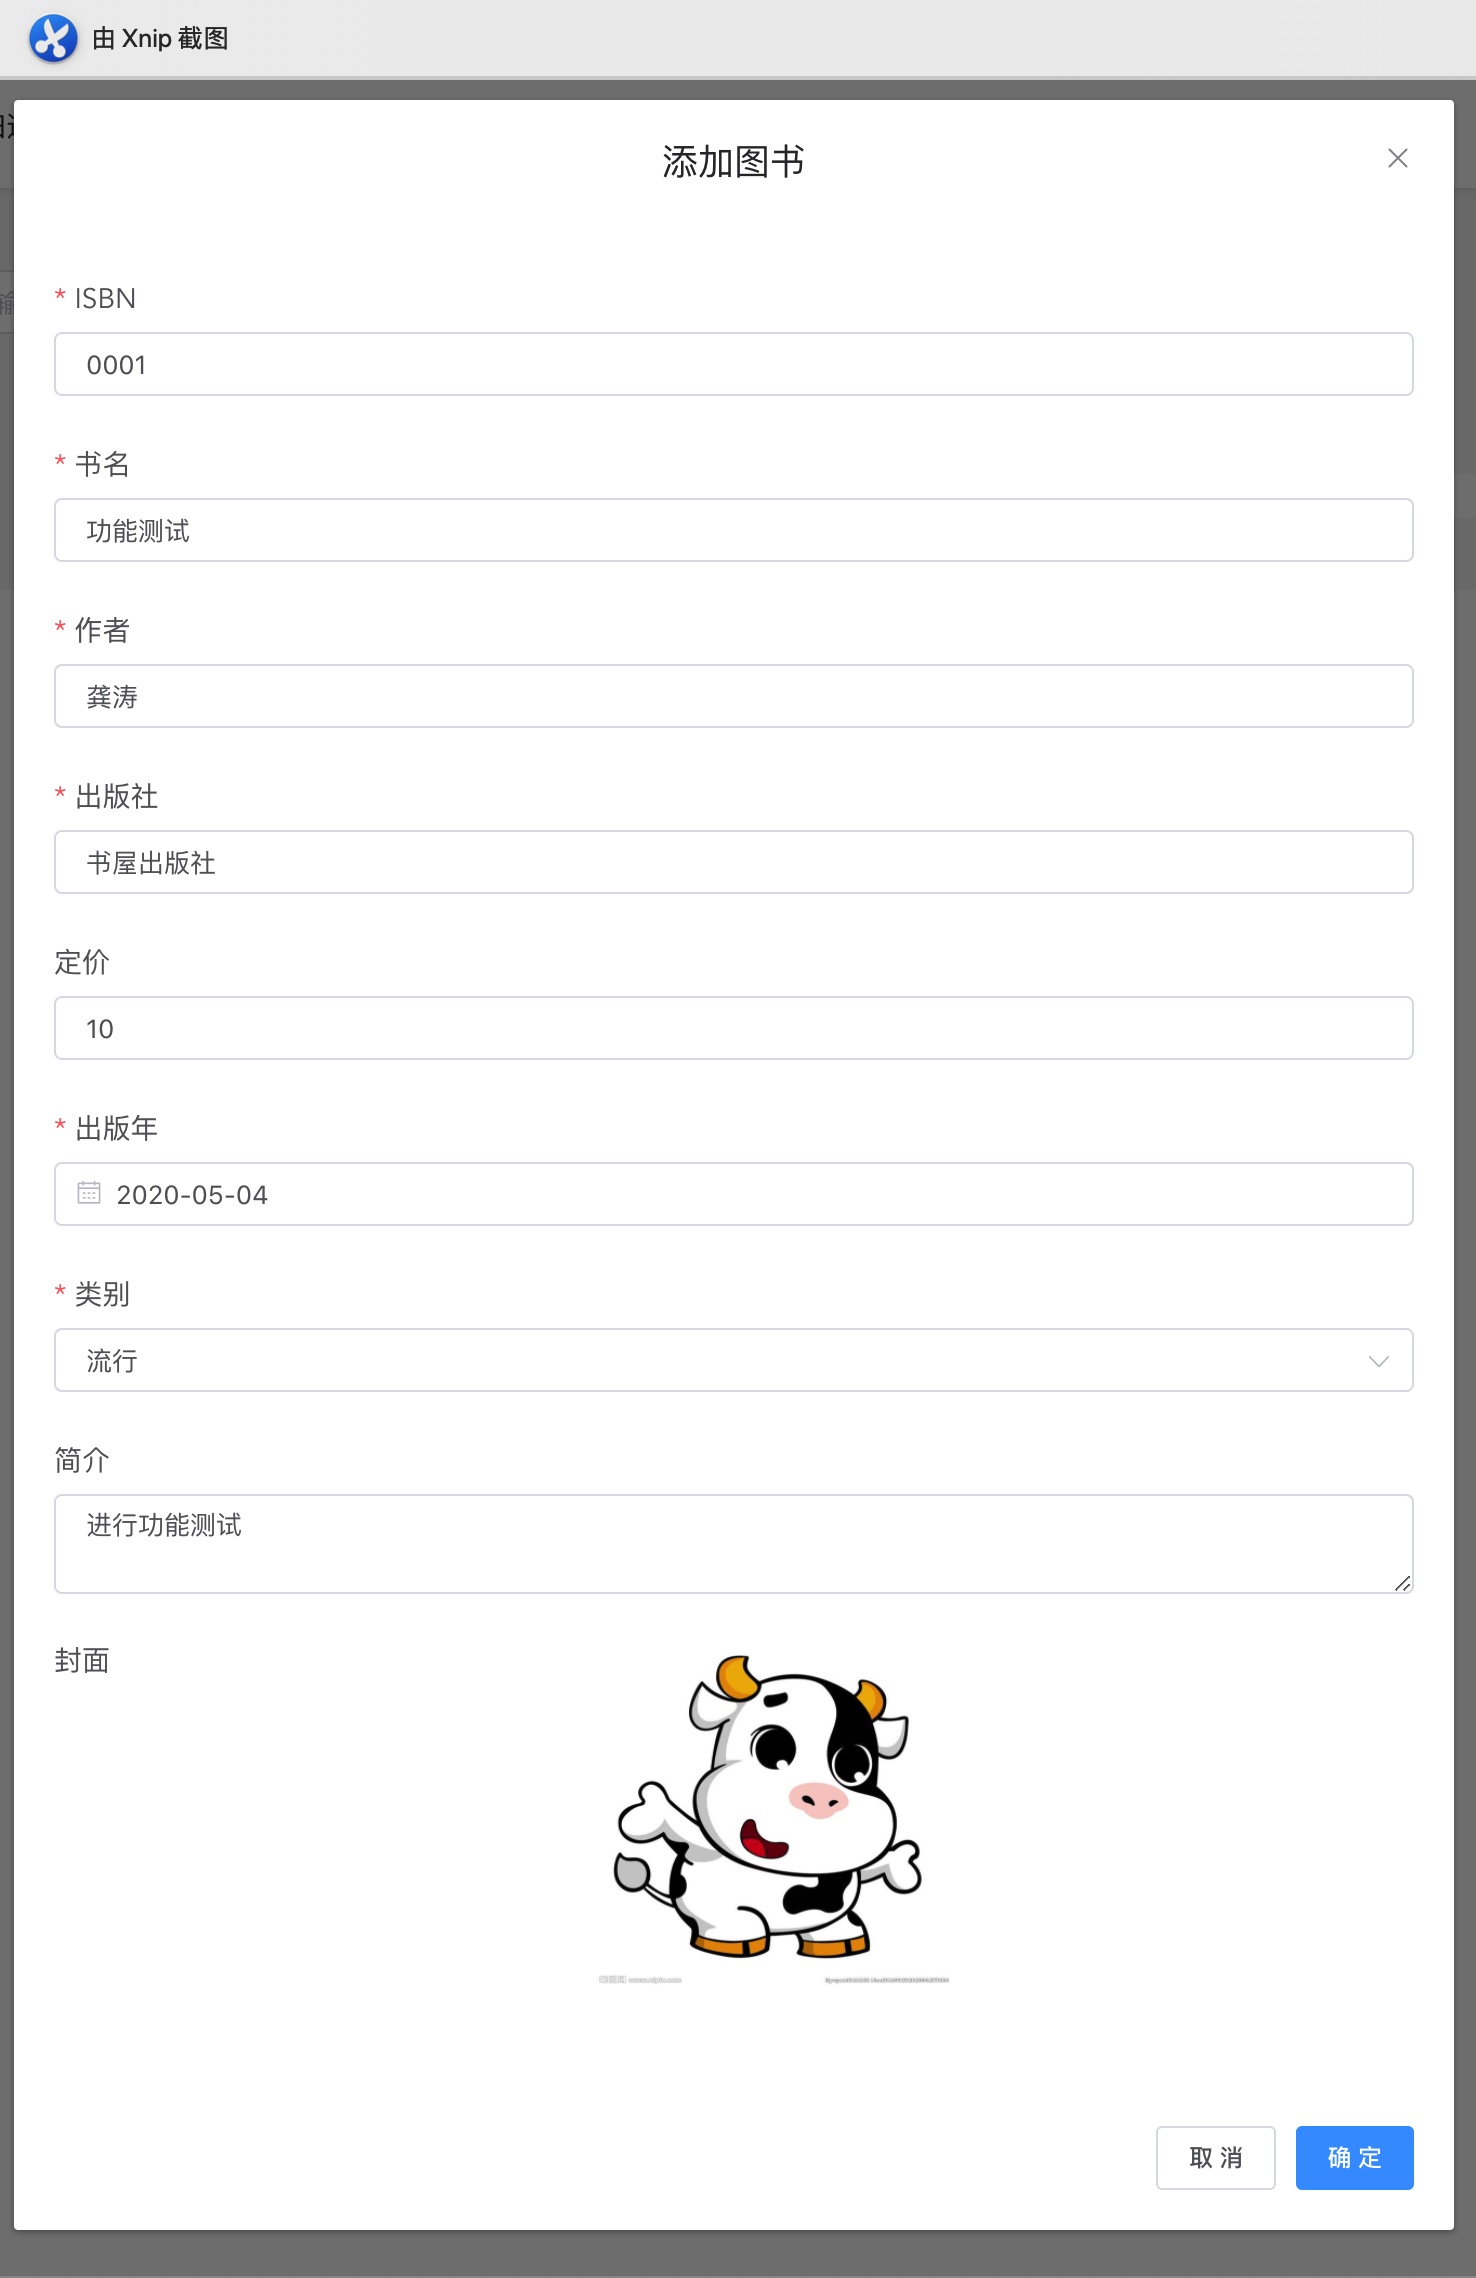 由 Xnip 截图
添加图书
* ISBN
0001
* 书名
功能测试
* 作者
龚涛
* 出版社
书屋出版社
定价
10
* 出版年
2020-05-04
* 类别
流行
简介
进行功能测试
封面
取 消
确 定